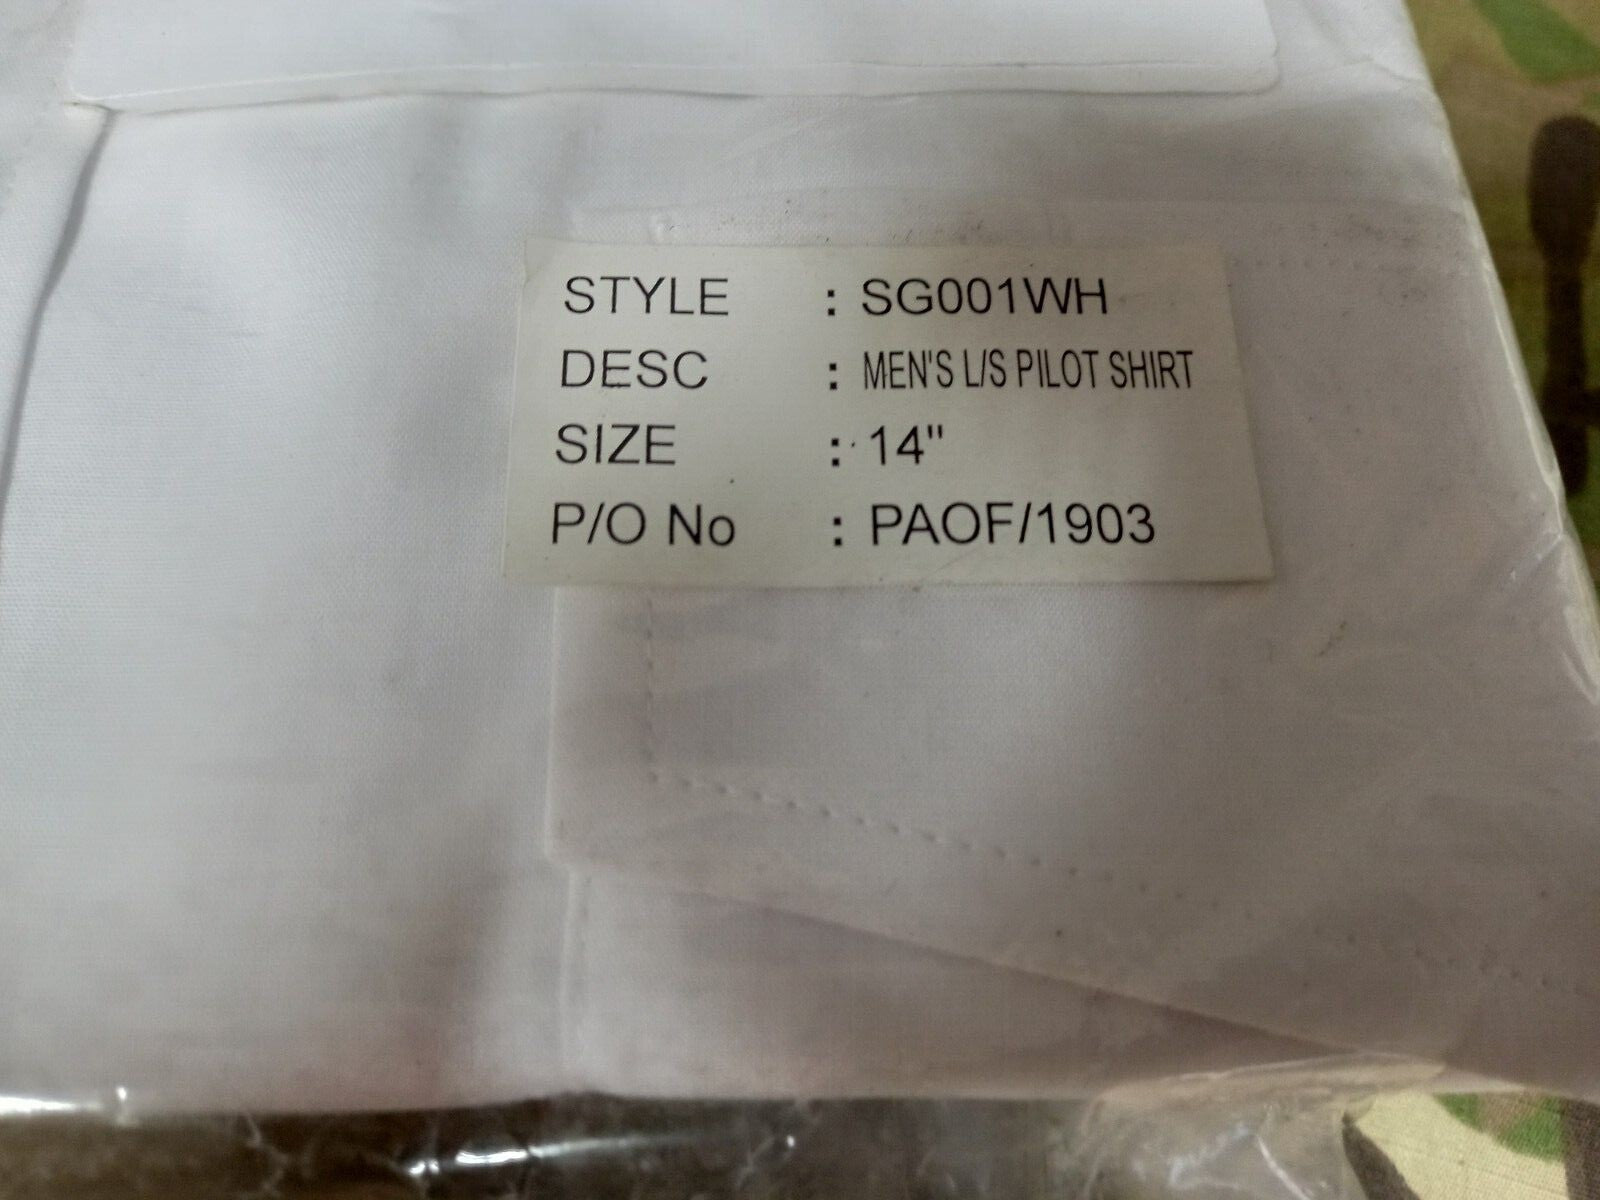 STYLE : SG001WH
DESC : MEN'S L/S PILOT SHIRT
SIZE : 14"
P/O No : PAOF/1903